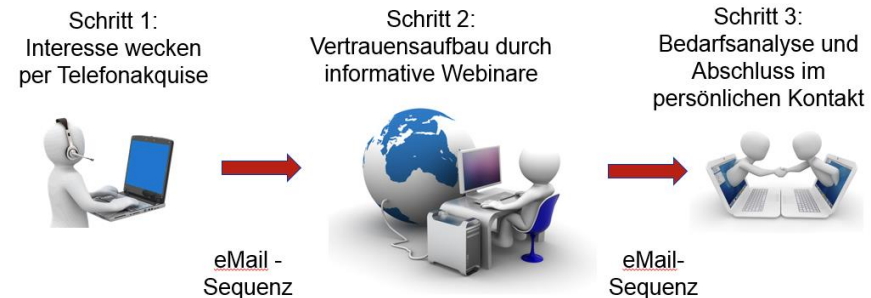 Schritt 1:
Interesse wecken
per Telefonakquise
Schritt 2:
Vertrauensaufbau durch
informative Webinare
Schritt 3:
Bedarfsanalyse und
Abschluss im
persönlichen Kontakt
eMail -
Sequenz
eMail-
Sequenz